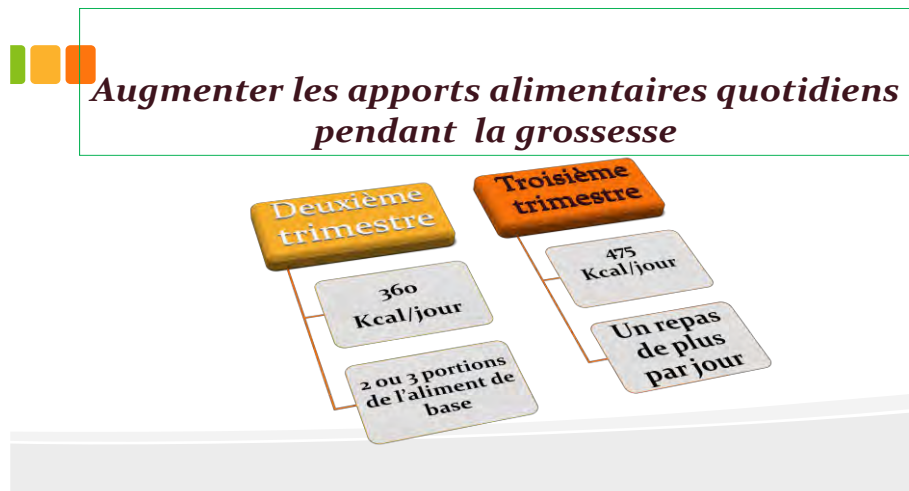 Augmenter les apports alimentaires quotidiens
pendant la grossesse
Deuxième
trimestre
360
Kcal/jour
2 ou 3 portions
de l'aliment de
base
Troisième
trimestre
475
Kcal/jour
Un repas
de plus
par jour